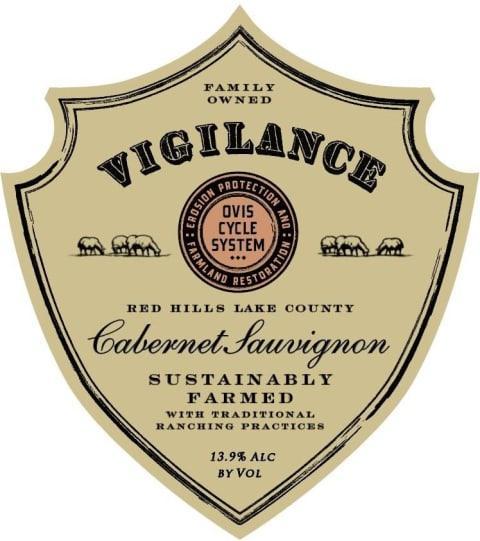 FAMILY
OWNED
VIGILANCE
EROSION PROTECTION AND
FARMLAND RESTORATION
OVIS
CYCLE
SYSTEM
RED HILLS LAKE COUNTY
Cabernet Sauvignon
SUSTAINABLY
FARMED
WITH TRADITIONAL
RANCHING PRACTICES
13.9% ALC
BY VOL